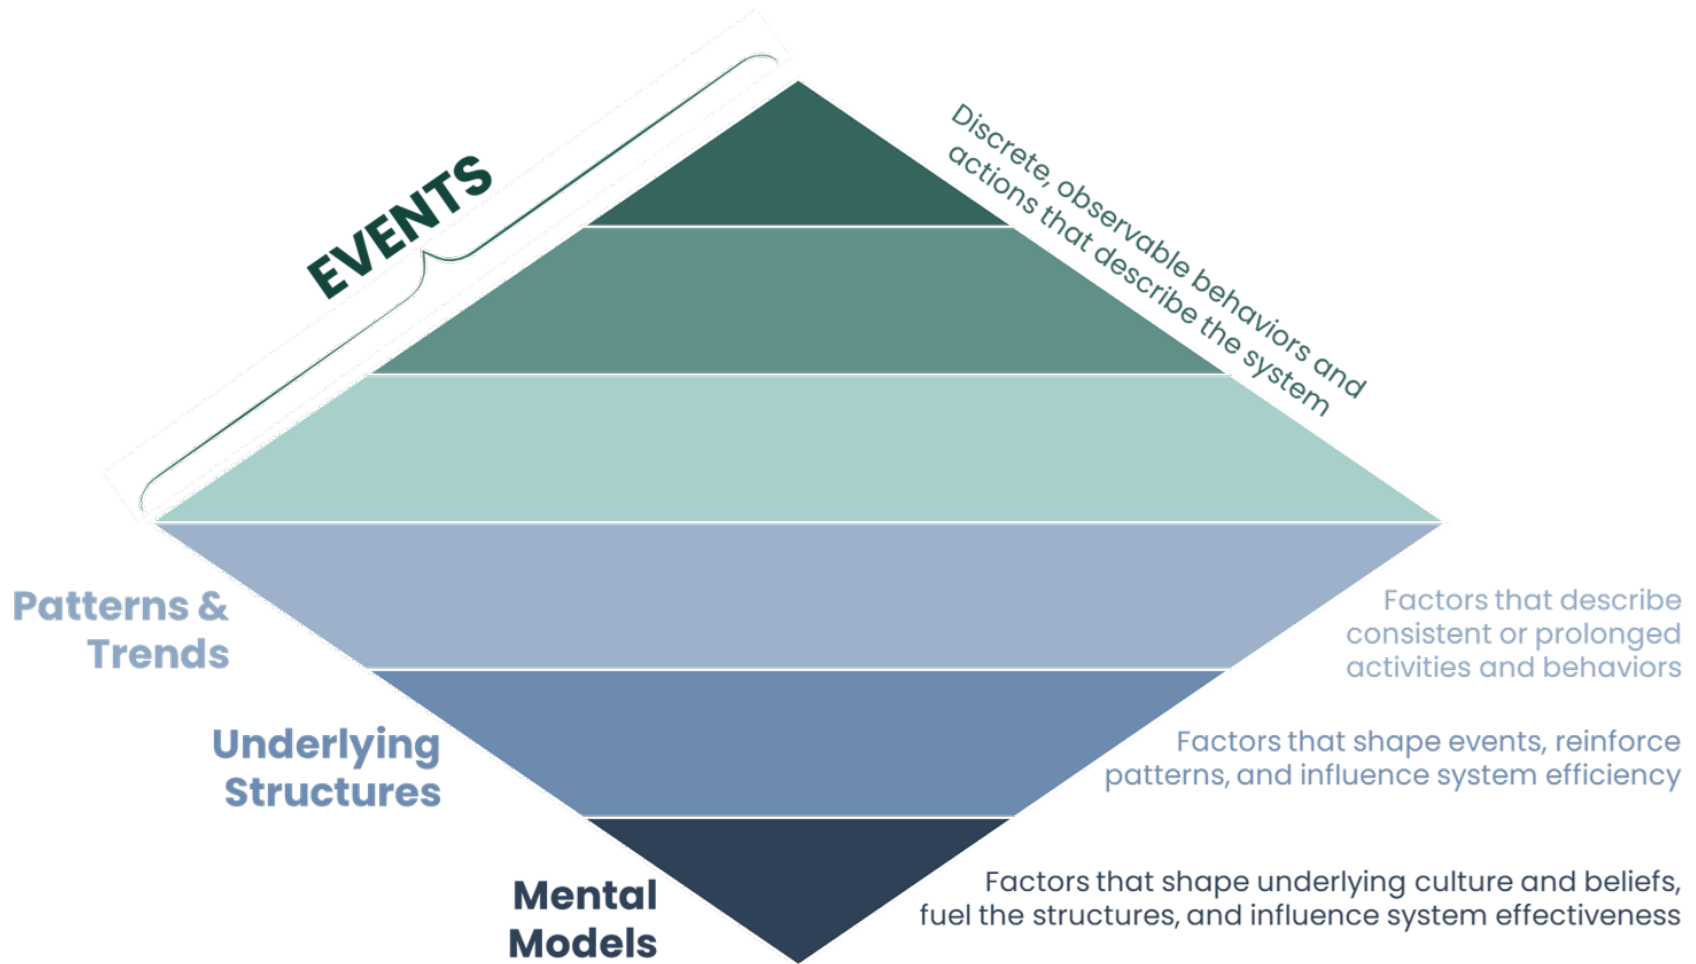 EVENTS
Discrete, observable behaviors and
actions that describe the system
Patterns &
Trends
Factors that describe
consistent or prolonged
activities and behaviors
Underlying
Structures
Factors that shape events, reinforce
patterns, and influence system efficiency
Mental
Models
Factors that shape underlying culture and beliefs,
fuel the structures, and influence system effectiveness